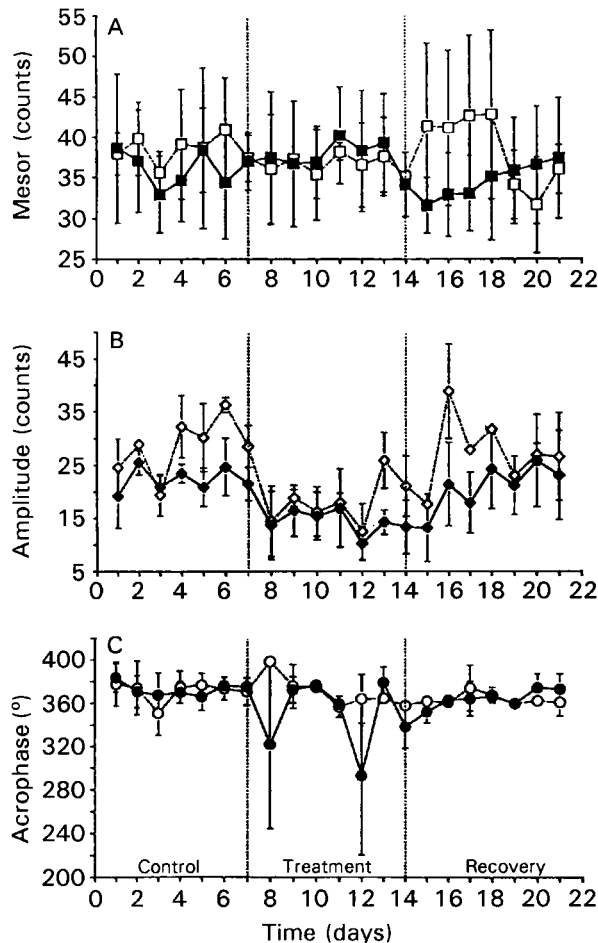 A
Mesor (counts)
55
50
45
40
35
30
25
0 2 4 6 8 10 12 14 16 18 20 22
B
Amplitude (counts)
45
35
25
15
5
0 2 4 6 8 10 12 14 16 18 20 22
C
Acrophase (°)
400
360
320
280
240
200
Control Treatment Recovery
0 2 4 6 8 10 12 14 16 18 20 22
Time (days)